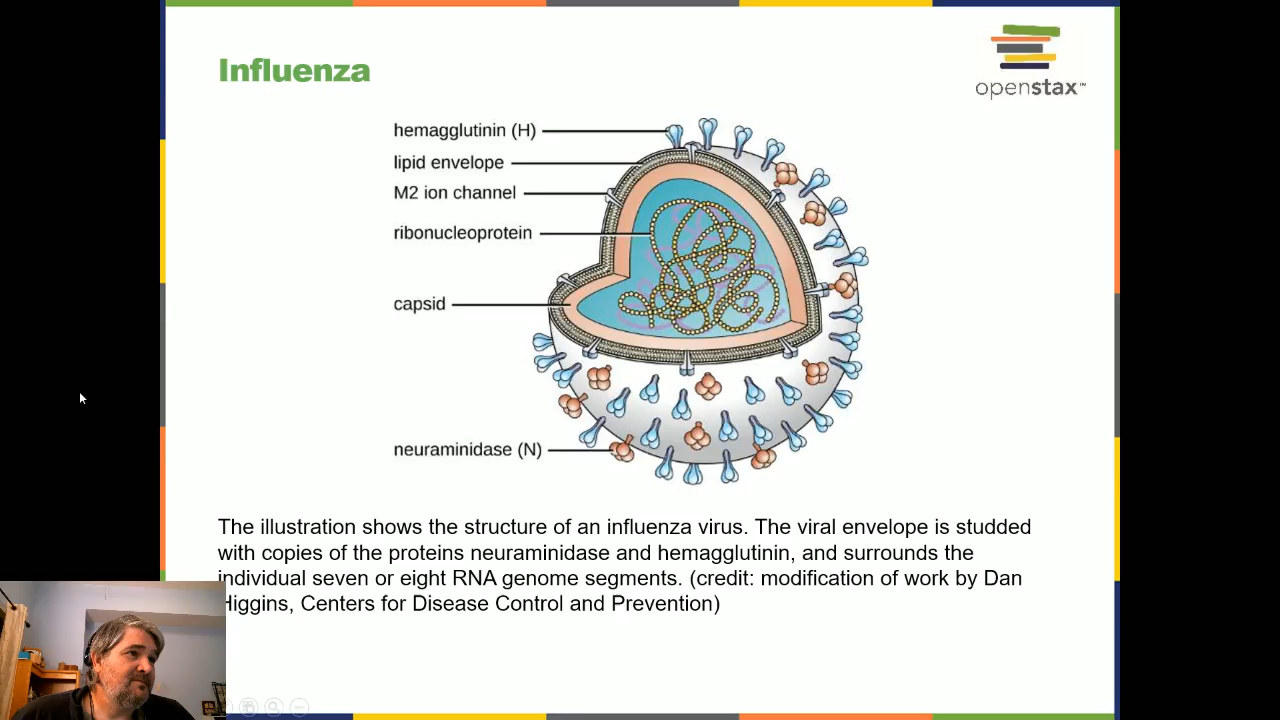 Influenza
openstax™
hemagglutinin (H)
lipid envelope
M2 ion channel
ribonucleoprotein
capsid
neuraminidase (N)
The illustration shows the structure of an influenza virus. The viral envelope is studded
with copies of the proteins neuraminidase and hemagglutinin, and surrounds the
individual seven or eight RNA genome segments. (credit: modification of work by Dan
Higgins, Centers for Disease Control and Prevention)